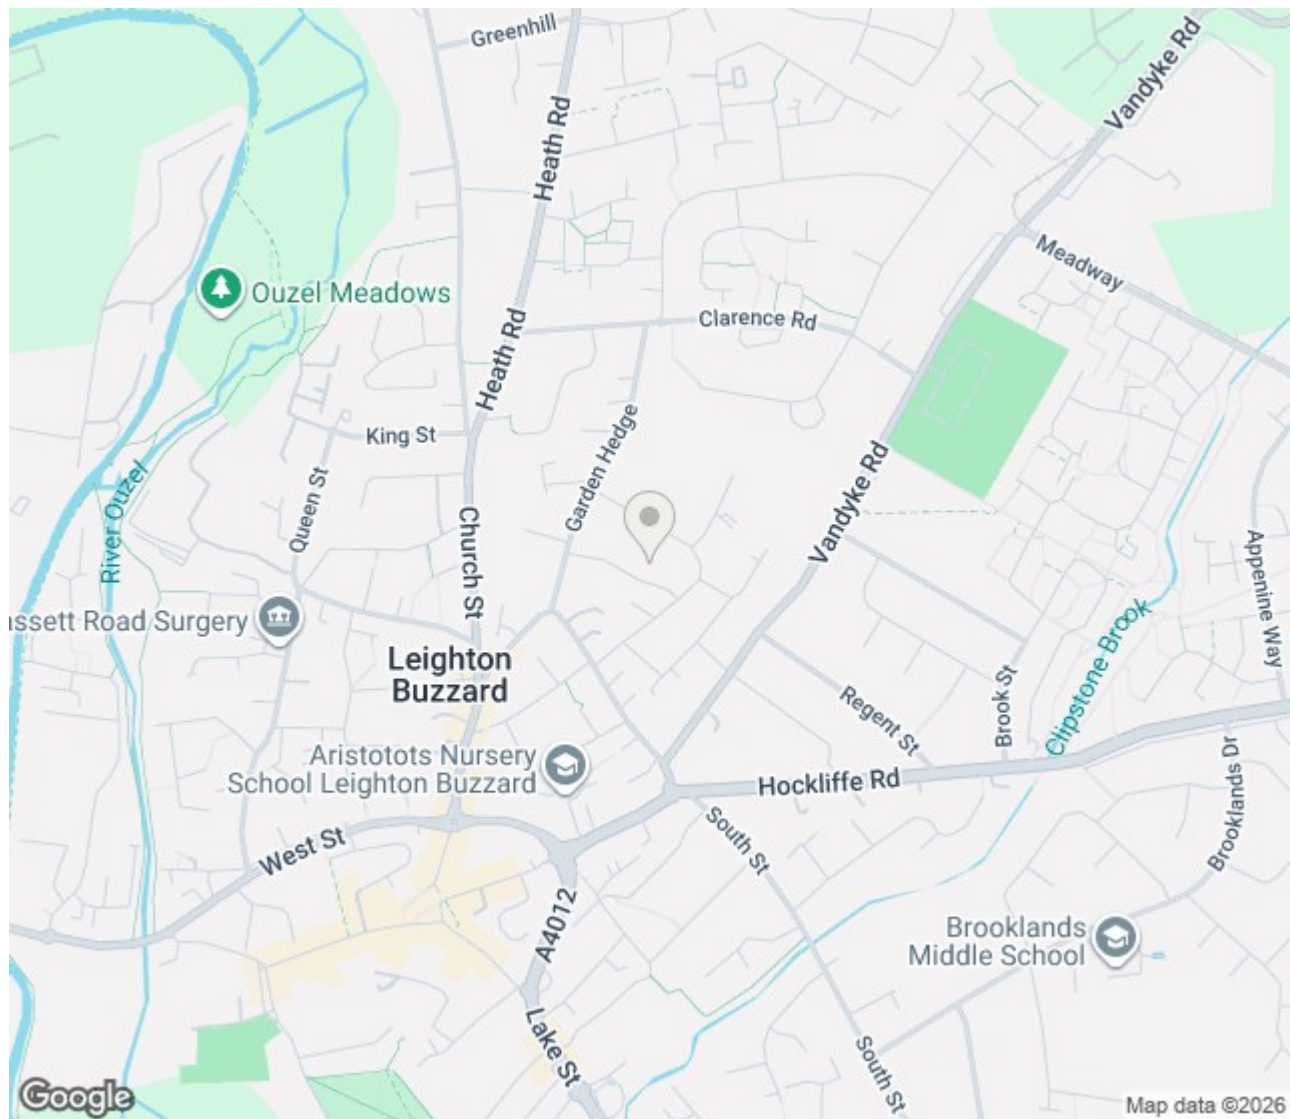 Greenhill
Heath Rd
Vandyke Rd
Meadway
Ouzel Meadows
Clarence Rd
Heath Rd
King St
Garden Hedge
Vandyke Rd
Queen St
River Ouzel
Church St
Appenine Way
assett Road Surgery
Clipstone Brook
Leighton
Buzzard
Brook St
Regent St
Aristotots Nursery
School Leighton Buzzard
Hockliffe Rd
Brooklands Dr
West St
South St
A4012
Brooklands
Middle School
Lake St
South St
Google
Map data ©2026